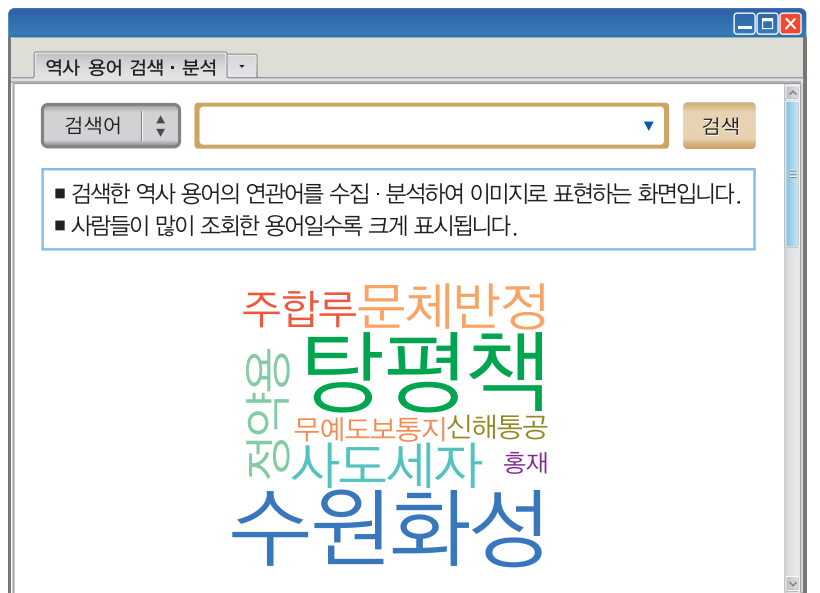 역사 용어 검색 · 분석
검색어
검색
■ 검색한 역사 용어의 연관어를 수집 · 분석하여 이미지로 표현하는 화면입니다.
■ 사람들이 많이 조회한 용어일수록 크게 표시됩니다.
주합루 문체반정
탕평책
정약용
무예도보통지 신해통공
사도세자 홍재
수원화성